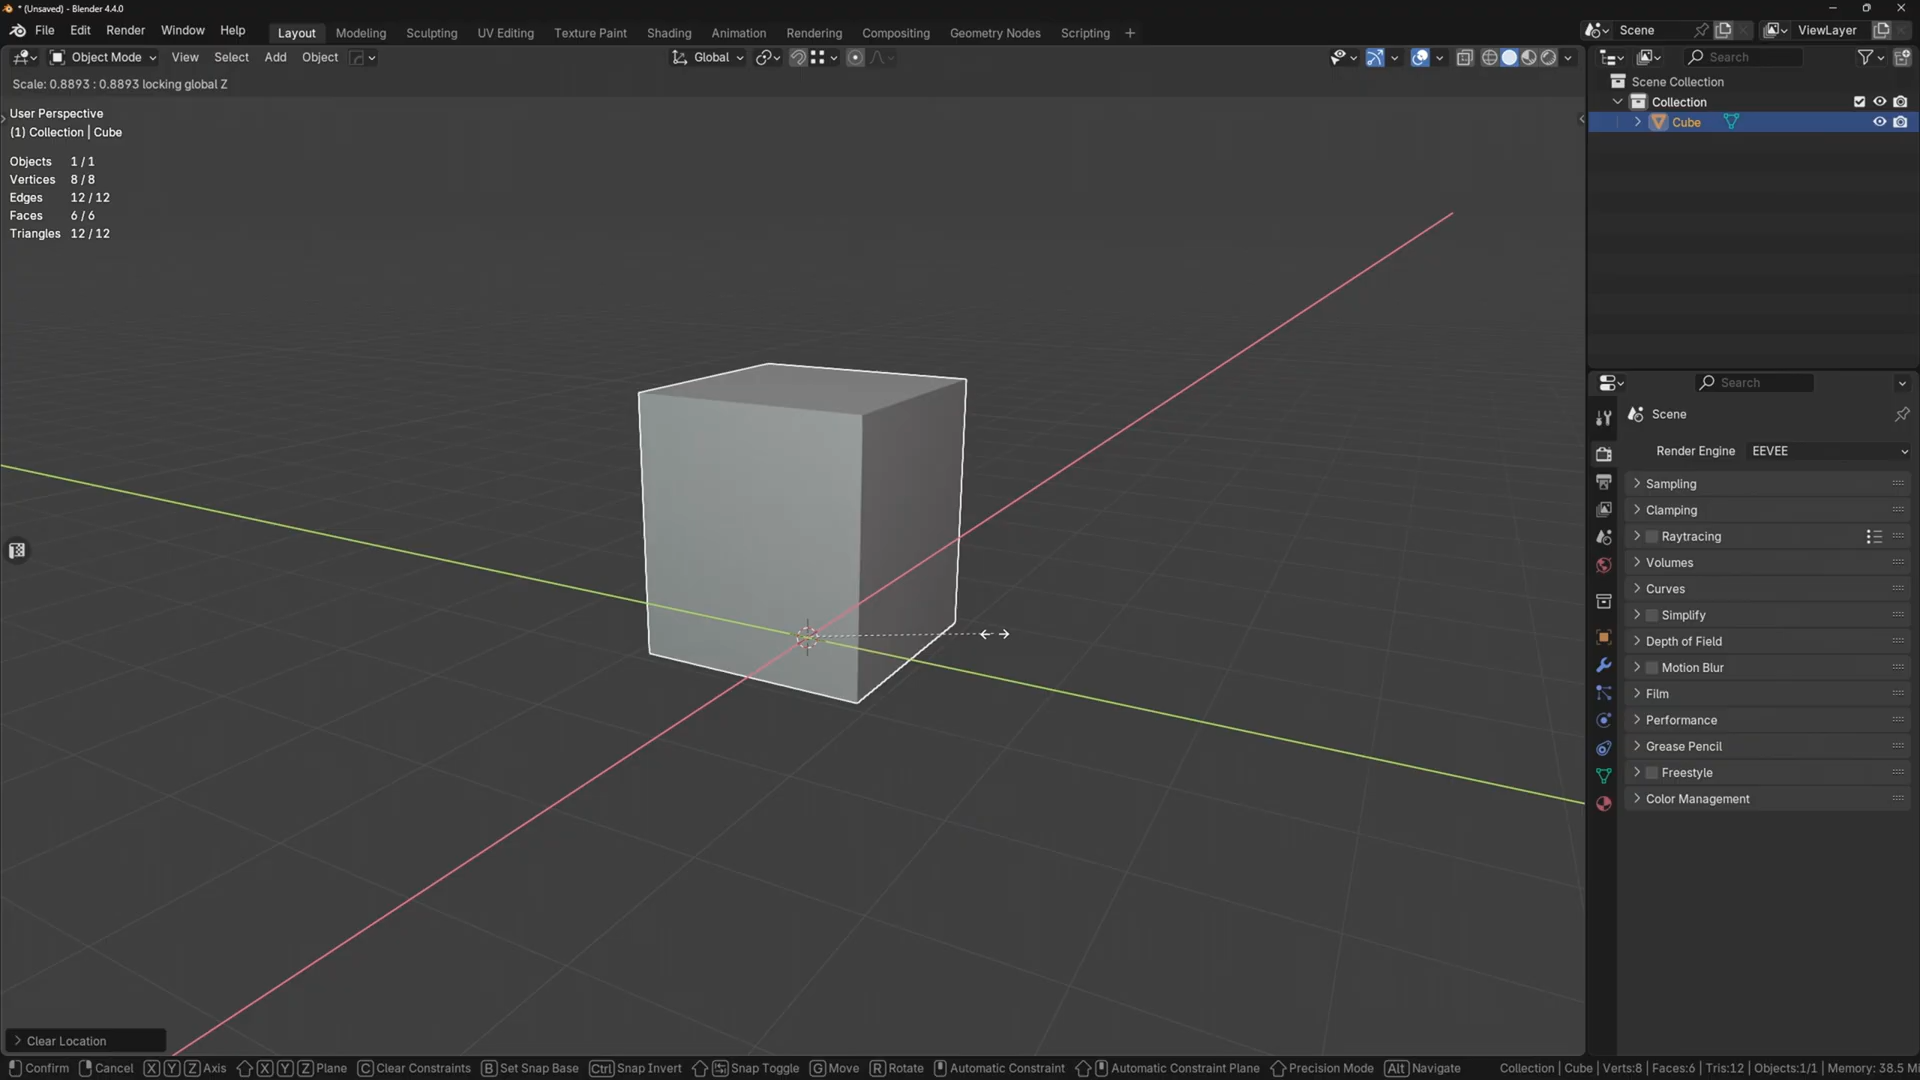 * (Unsaved) - Blender 4.4.0
File Edit Render Window Help Layout Modeling Sculpting UV Editing Texture Paint Shading Animation Rendering Compositing Geometry Nodes Scripting + Scene ViewLayer
Object Mode View Select Add Object Global Search
Scale: 0.8893 : 0.8893 locking global Z
User Perspective
(1) Collection | Cube
Objects 1 / 1
Vertices 8 / 8
Edges 12 / 12
Faces 6 / 6
Triangles 12 / 12
Scene Collection
Collection
Cube
Search
Scene
Render Engine EEVEE
Sampling
Clamping
Raytracing
Volumes
Curves
Simplify
Depth of Field
Motion Blur
Film
Performance
Grease Pencil
Freestyle
Color Management
Clear Location
Confirm Cancel X Y Z Axis X Y Z Plane C Clear Constraints B Set Snap Base Ctrl Snap Invert Snap Toggle G Move R Rotate Automatic Constraint Automatic Constraint Plane Precision Mode Alt Navigate Collection | Cube | Verts:8 | Faces:6 | Tris:12 | Objects:1/1 | Memory: 38.5 M